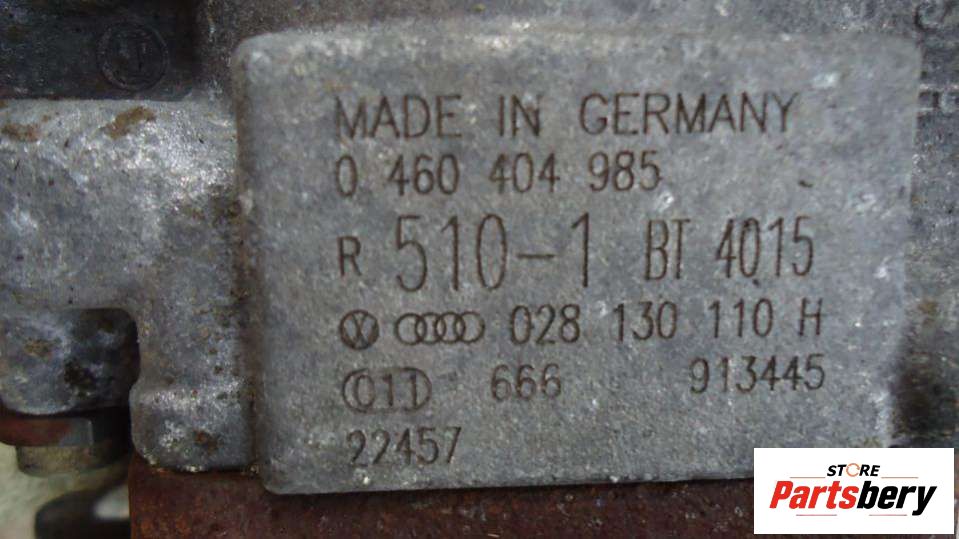 MADE IN GERMANY
0 460 404 985
R 510-1 BT 4015
028 130 110 H
011 666 913445
22457
STORE
Partsbery